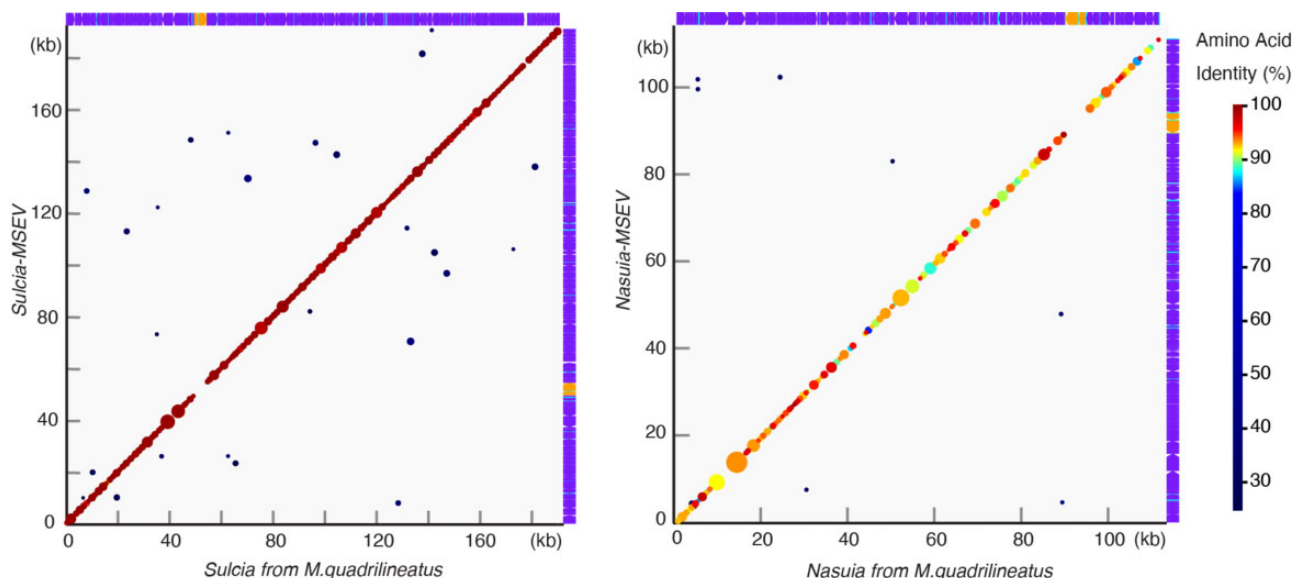 (kb)
160
120
80
40
0
Sulcia-MSEV
0 40 80 120 160 (kb)
Sulcia from M.quadrilineatus
(kb)
100
80
60
40
20
0
Nasuia-MSEV
0 20 40 60 80 100 (kb)
Nasuia from M.quadrilineatus
Amino Acid
Identity (%)
100
90
80
70
60
50
40
30